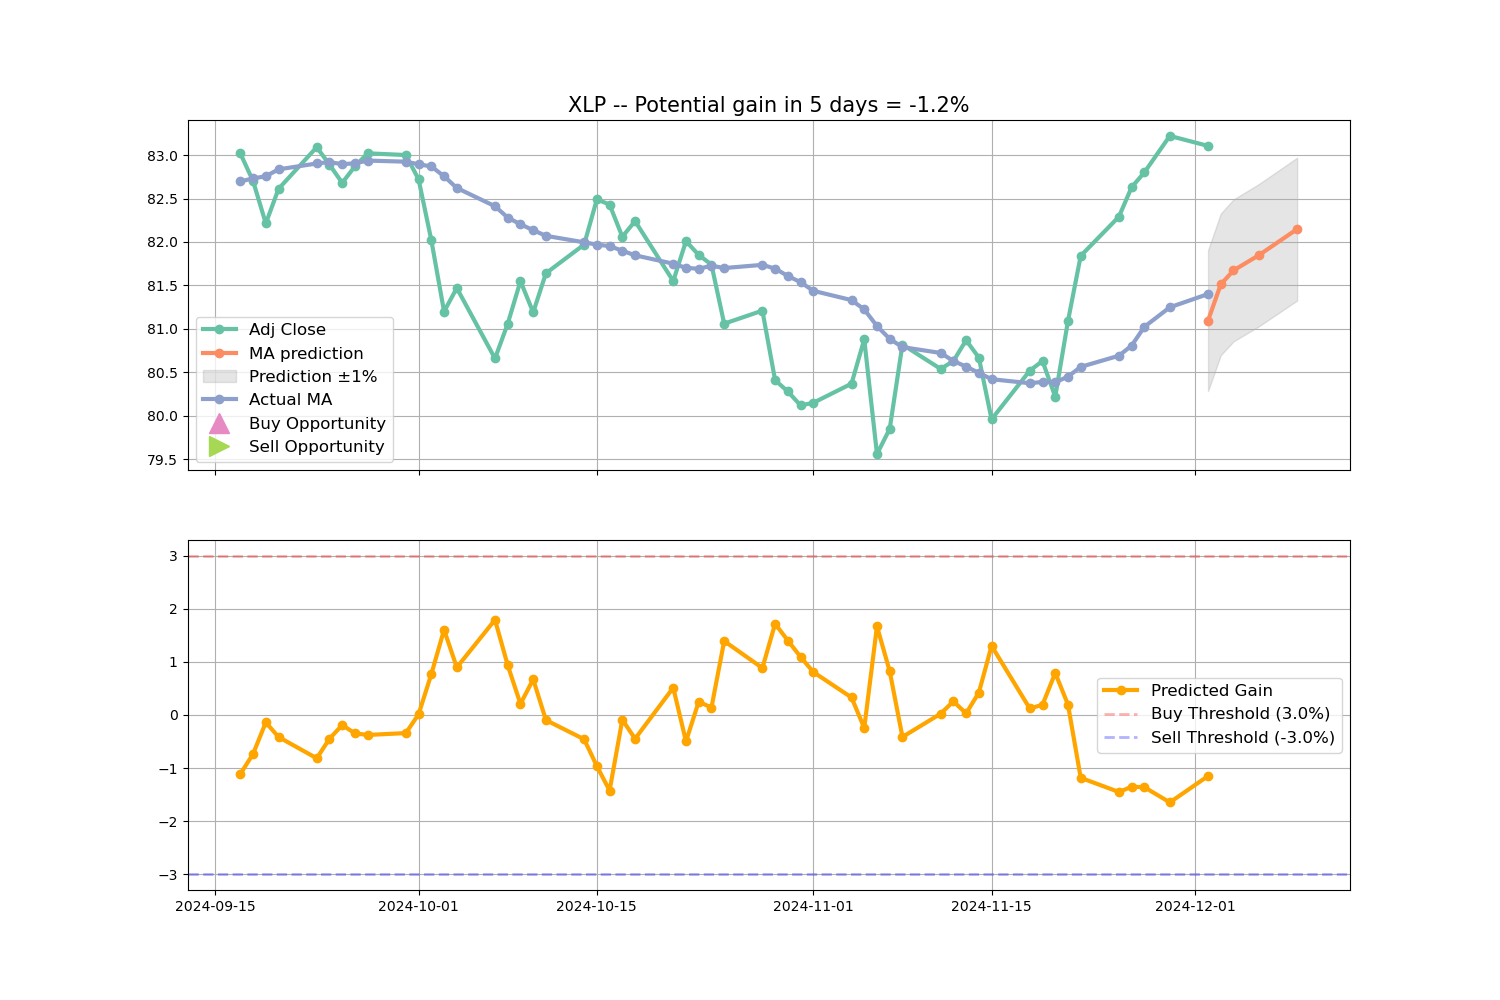 XLP -- Potential gain in 5 days = -1.2%
83.0
82.5
82.0
81.5
81.0
80.5
80.0
79.5
Adj Close
MA prediction
Prediction ±1%
Actual MA
Buy Opportunity
Sell Opportunity
3
2
1
0
−1
−2
−3
Predicted Gain
Buy Threshold (3.0%)
Sell Threshold (-3.0%)
2024-09-15 2024-10-01 2024-10-15 2024-11-01 2024-11-15 2024-12-01